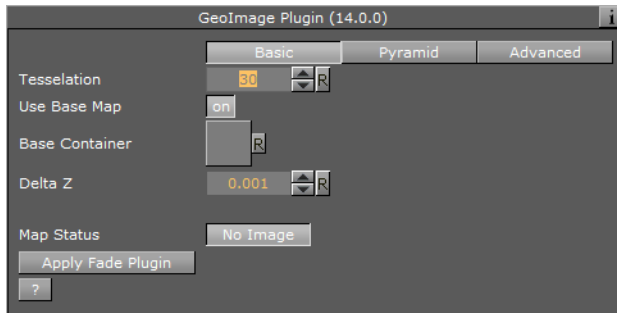 GeoImage Plugin (14.0.0) i
Basic Pyramid Advanced
Tesselation 30 R
Use Base Map on
Base Container R
Delta Z 0.001 R
Map Status No Image
Apply Fade Plugin
?